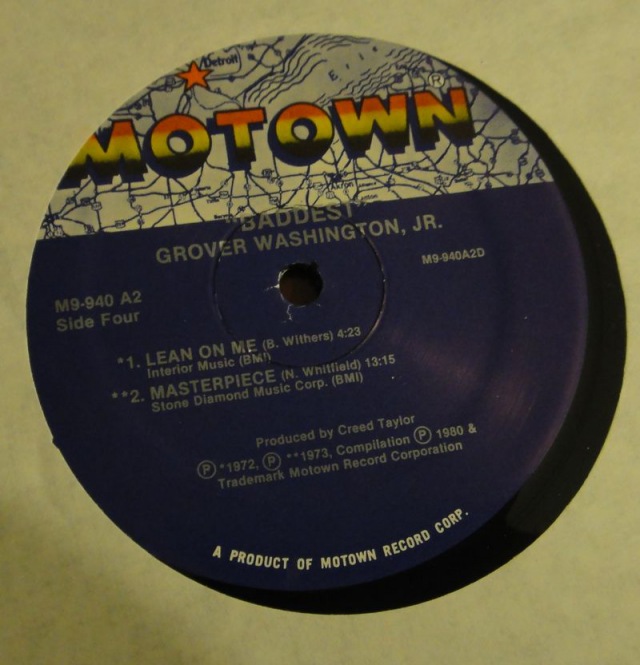 Detroit
ERIE
®
MOTOWN
Akron
"BADDEST"
GROVER WASHINGTON, JR.
M9-940 A2
Side Four
M9-940A2D
*1. LEAN ON ME (B. Withers) 4:23
Interior Music (BMI)
**2. MASTERPIECE (N. Whitfield) 13:15
Stone Diamond Music Corp. (BMI)
Produced by Creed Taylor
Ⓟ *1972, Ⓟ **1973, Compilation Ⓟ 1980 &
Trademark Motown Record Corporation
A PRODUCT OF MOTOWN RECORD CORP.